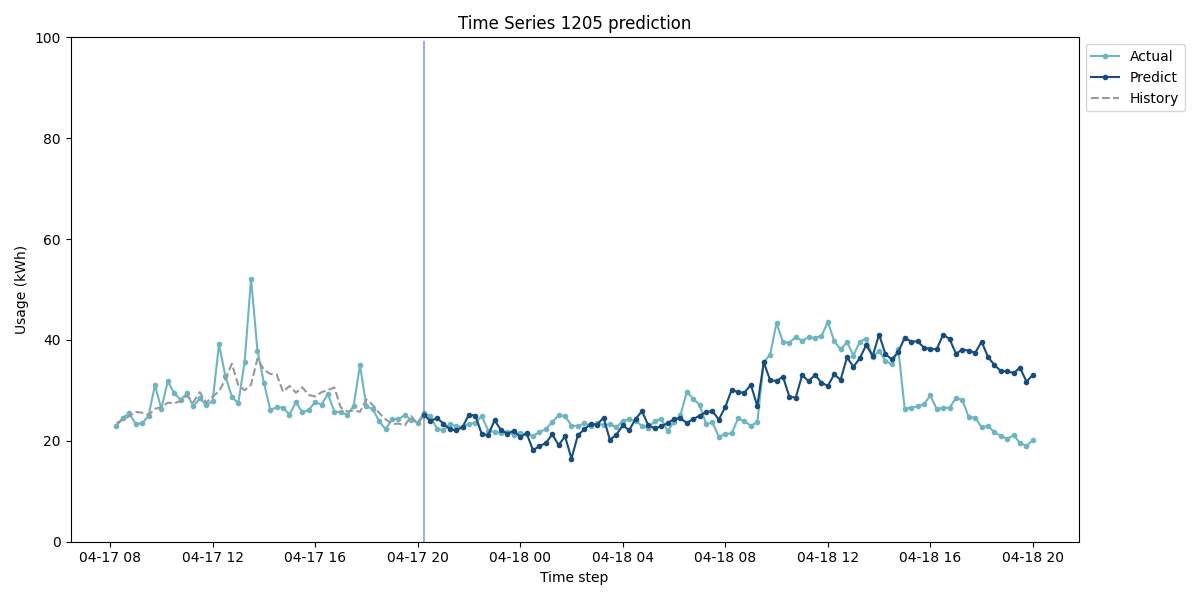 Time Series 1205 prediction
100
80
60
40
20
0
Usage (kWh)
04-17 08 04-17 12 04-17 16 04-17 20 04-18 00 04-18 04 04-18 08 04-18 12 04-18 16 04-18 20
Time step
Actual
Predict
History